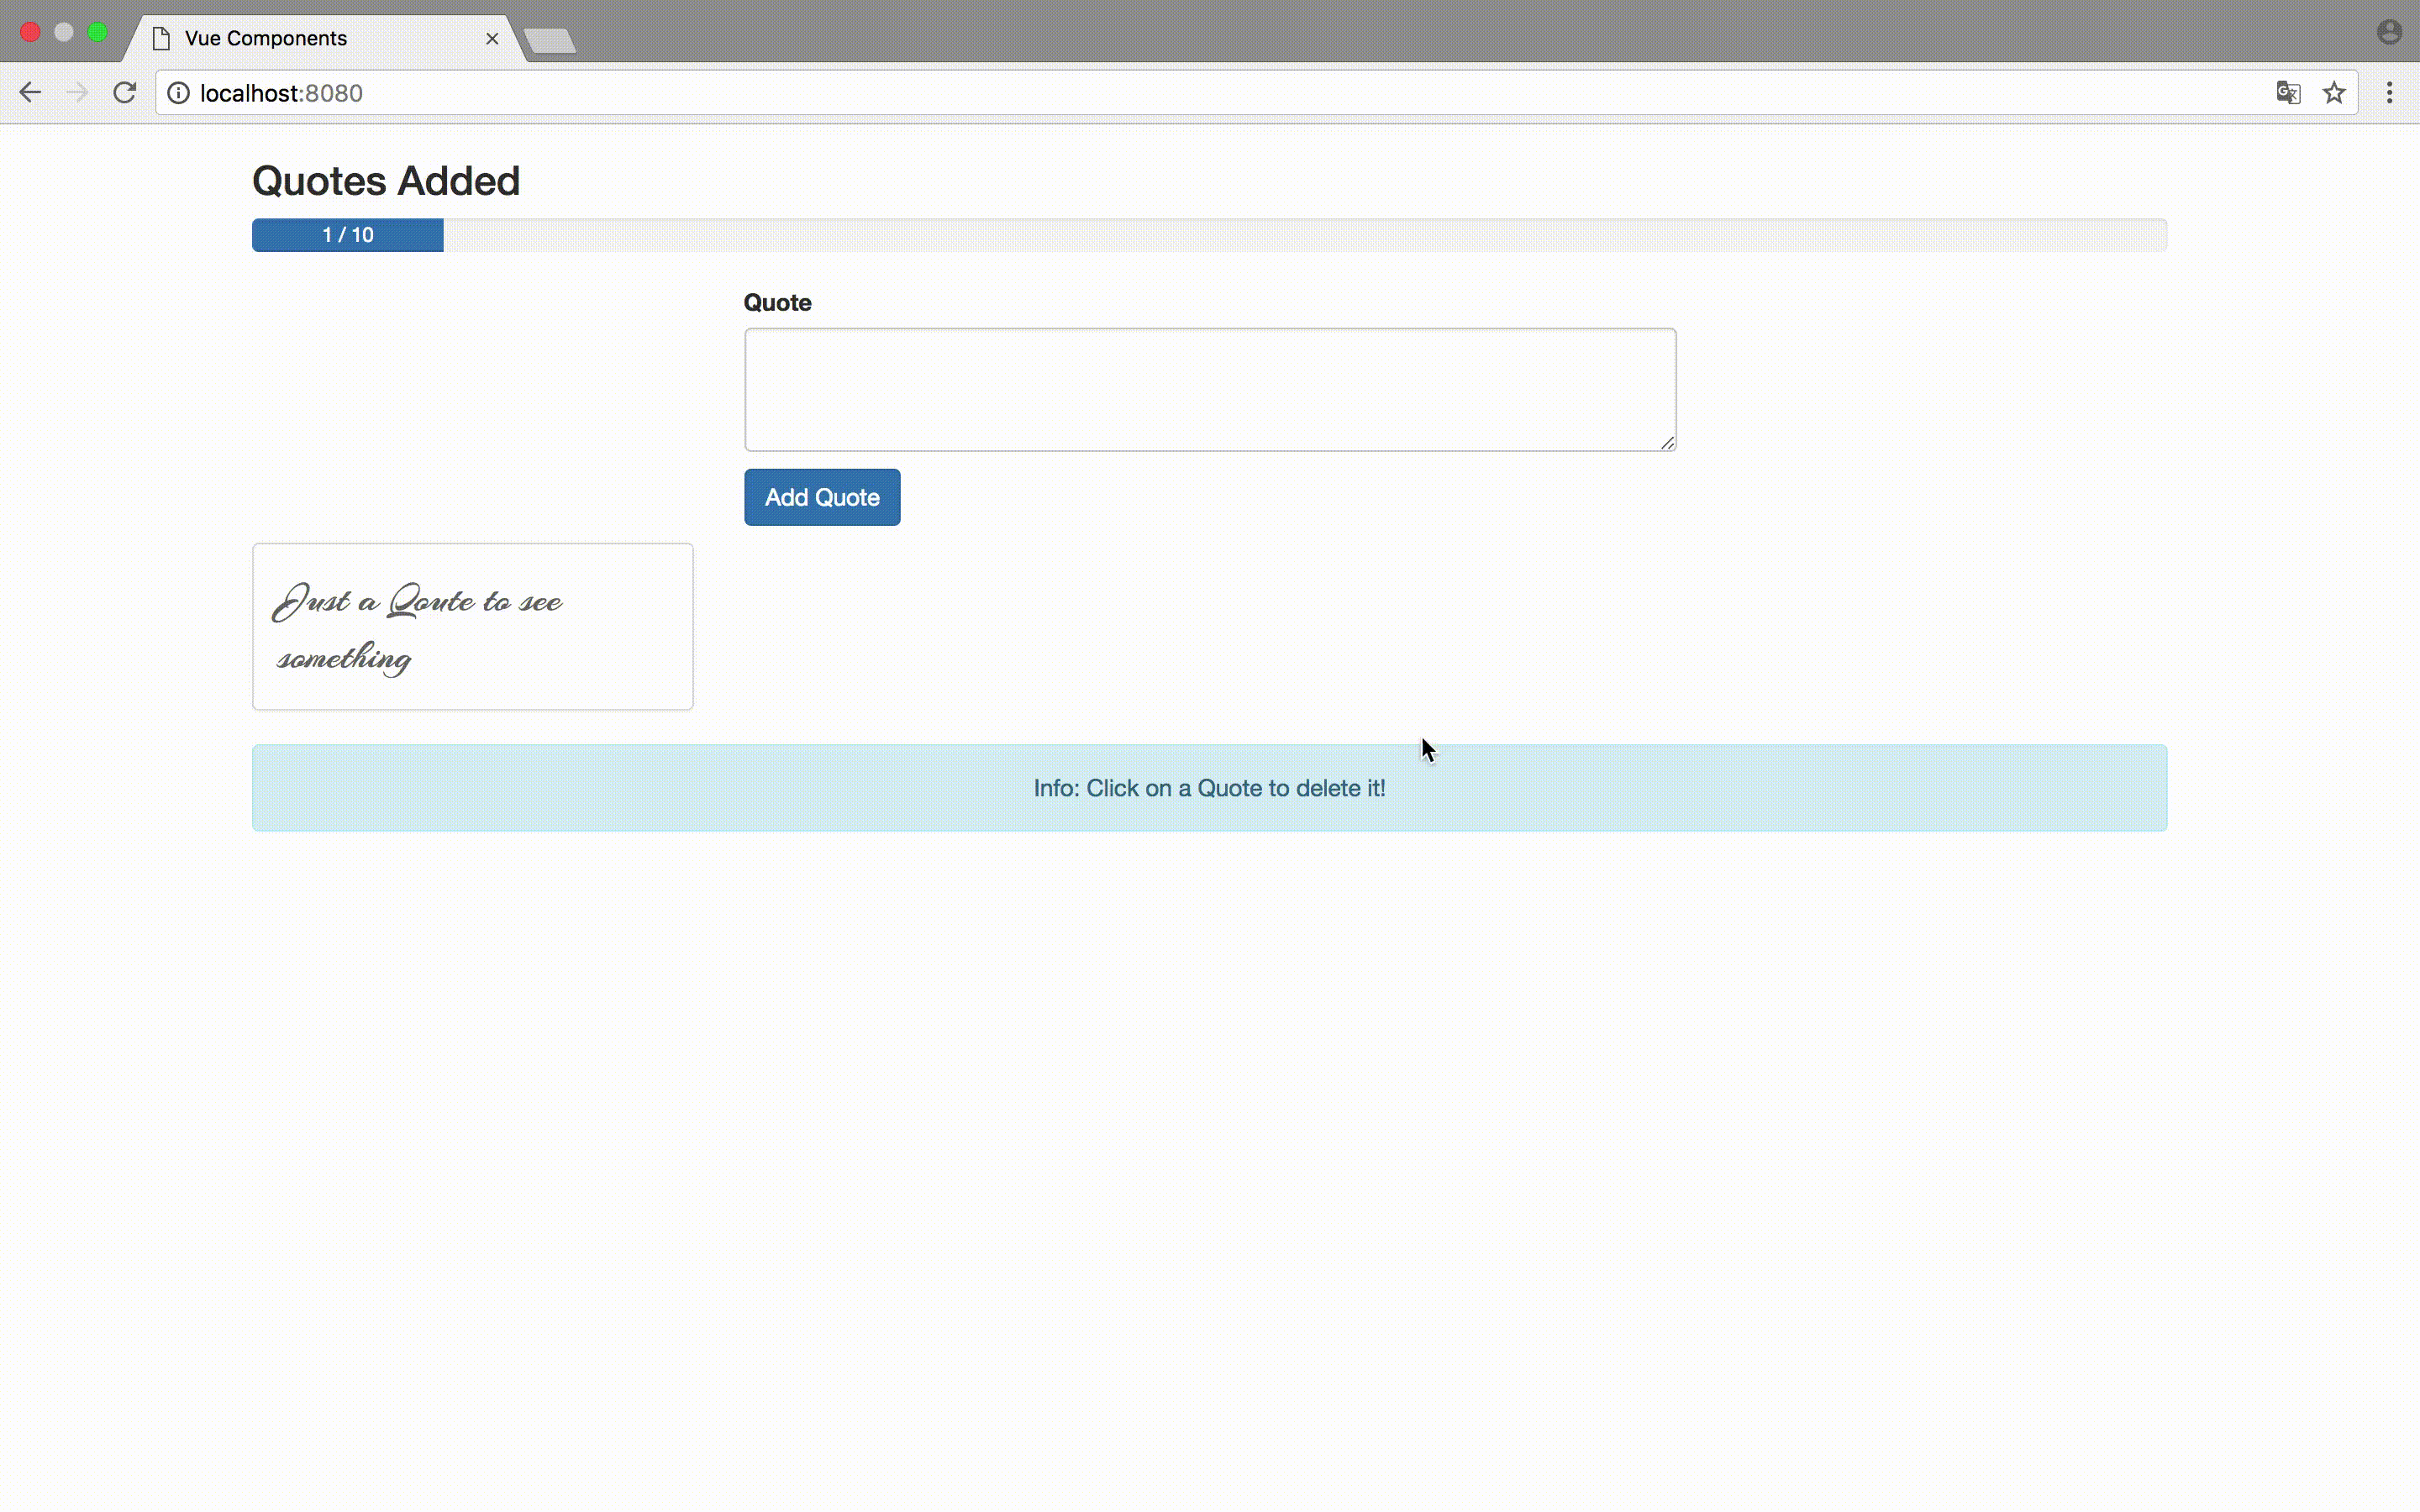 Vue Components
localhost:8080
Quotes Added
1 / 10
Quote
Add Quote
Just a Qoute to see
something
Info: Click on a Quote to delete it!